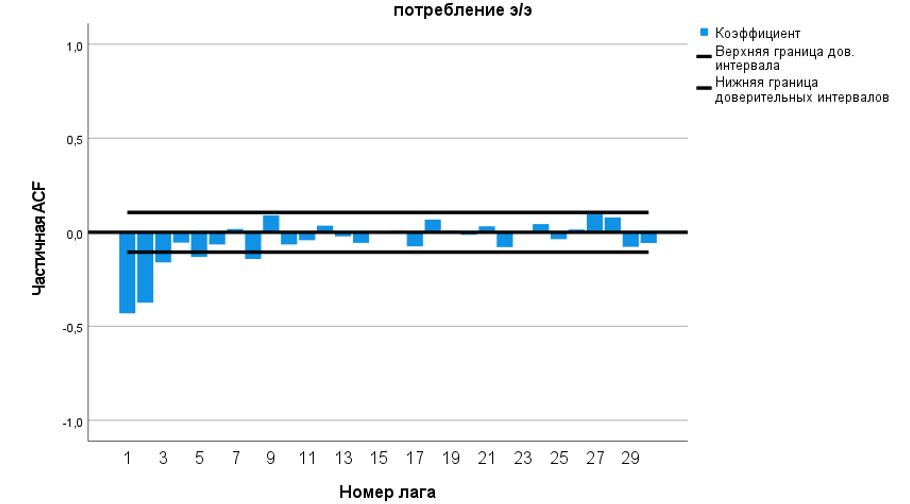 потребление э/э
Коэффициент
Верхняя граница дов.
интервала
Нижняя граница
доверительных интервалов
1,0
0,5
0,0
-0,5
-1,0
Частичная ACF
1 3 5 7 9 11 13 15 17 19 21 23 25 27 29
Номер лага